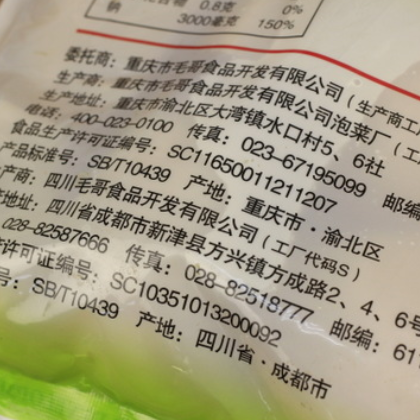 0.8克 0%
钠 3000毫克 150%
委托商：重庆市毛哥食品开发有限公司
生产商：重庆市毛哥食品开发有限公司泡菜厂（生产商工
生产地址：重庆市渝北区大湾镇水口村5、6社（工
电话：400-023-0100 传真：023-67195099 邮编
食品生产许可证编号：SC11650011211207
产品标准号：SB/T10439 产地：重庆市·渝北区
产商：四川毛哥食品开发有限公司（工厂代码S）
：四川省成都市新津县方兴镇方成路2、4、6号
028-82587666 传真：028-82518777 邮编：611
许可证编号：SC10351013200092
号：SB/T10439 产地：四川省·成都市